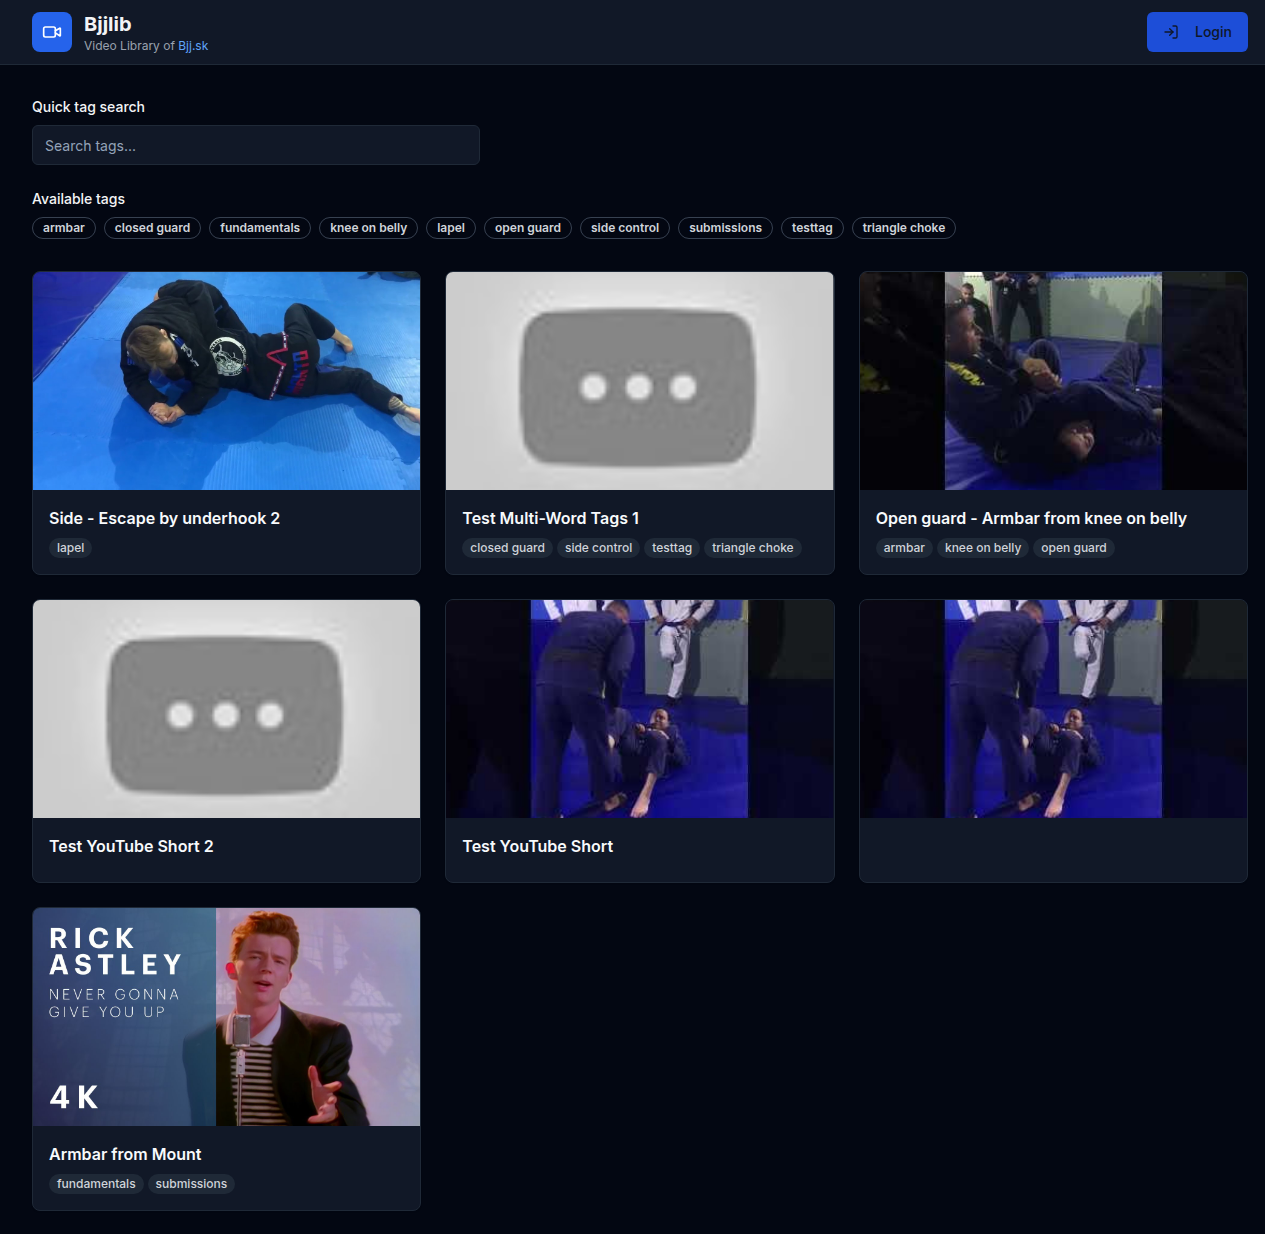 Bjjlib
Video Library of Bjj.sk
Login
Quick tag search
Search tags...
Available tags
armbar
closed guard
fundamentals
knee on belly
lapel
open guard
side control
submissions
testtag
triangle choke
Side - Escape by underhook 2
lapel
Test Multi-Word Tags 1
closed guard
side control
testtag
triangle choke
Open guard - Armbar from knee on belly
armbar
knee on belly
open guard
Test YouTube Short 2
Test YouTube Short
RICK
ASTLEY
NEVER GONNA
GIVE YOU UP
4K
Armbar from Mount
fundamentals
submissions